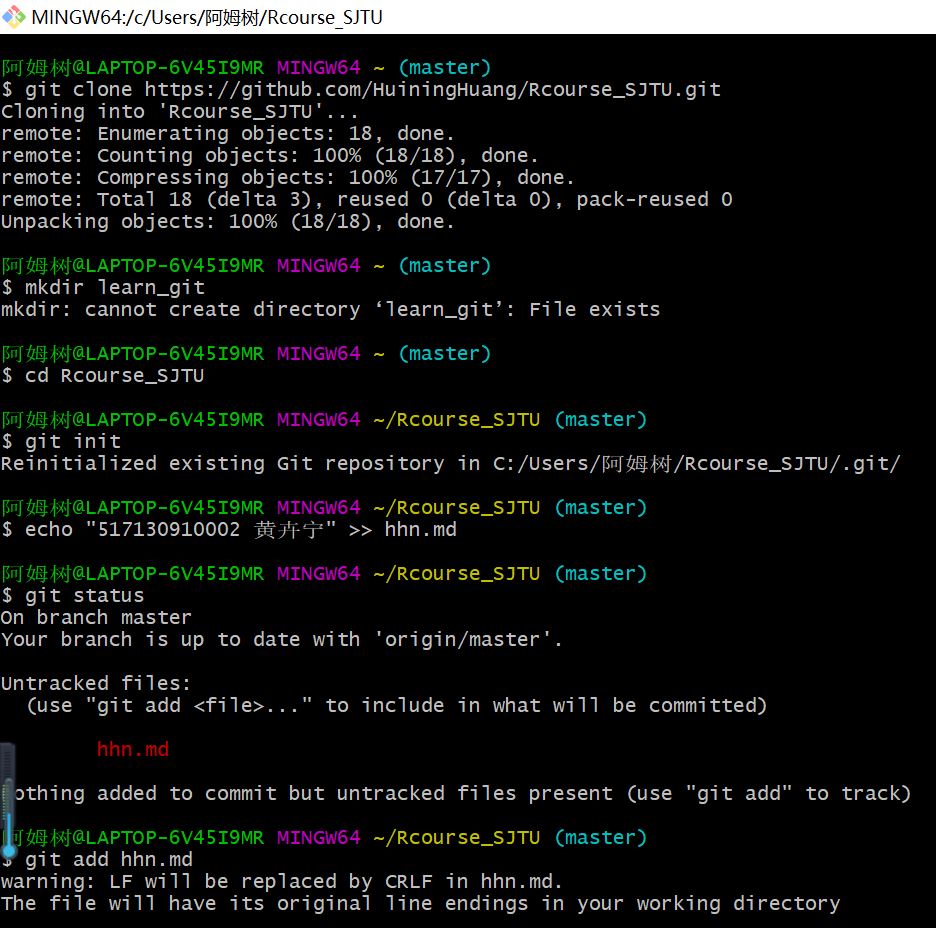 MINGW64:/c/Users/阿姆树/Rcourse_SJTU
阿姆树@LAPTOP-6V45I9MR MINGW64 ~ (master)
$ git clone https://github.com/HuiningHuang/Rcourse_SJTU.git
Cloning into 'Rcourse_SJTU'...
remote: Enumerating objects: 18, done.
remote: Counting objects: 100% (18/18), done.
remote: Compressing objects: 100% (17/17), done.
remote: Total 18 (delta 3), reused 0 (delta 0), pack-reused 0
Unpacking objects: 100% (18/18), done.
阿姆树@LAPTOP-6V45I9MR MINGW64 ~ (master)
$ mkdir learn_git
mkdir: cannot create directory ‘learn_git’: File exists
阿姆树@LAPTOP-6V45I9MR MINGW64 ~ (master)
$ cd Rcourse_SJTU
阿姆树@LAPTOP-6V45I9MR MINGW64 ~/Rcourse_SJTU (master)
$ git init
Reinitialized existing Git repository in C:/Users/阿姆树/Rcourse_SJTU/.git/
阿姆树@LAPTOP-6V45I9MR MINGW64 ~/Rcourse_SJTU (master)
$ echo "517130910002 黄卉宁" >> hhn.md
阿姆树@LAPTOP-6V45I9MR MINGW64 ~/Rcourse_SJTU (master)
$ git status
On branch master
Your branch is up to date with 'origin/master'.
Untracked files:
(use "git add <file>..." to include in what will be committed)
hhn.md
nothing added to commit but untracked files present (use "git add" to track)
阿姆树@LAPTOP-6V45I9MR MINGW64 ~/Rcourse_SJTU (master)
$ git add hhn.md
warning: LF will be replaced by CRLF in hhn.md.
The file will have its original line endings in your working directory